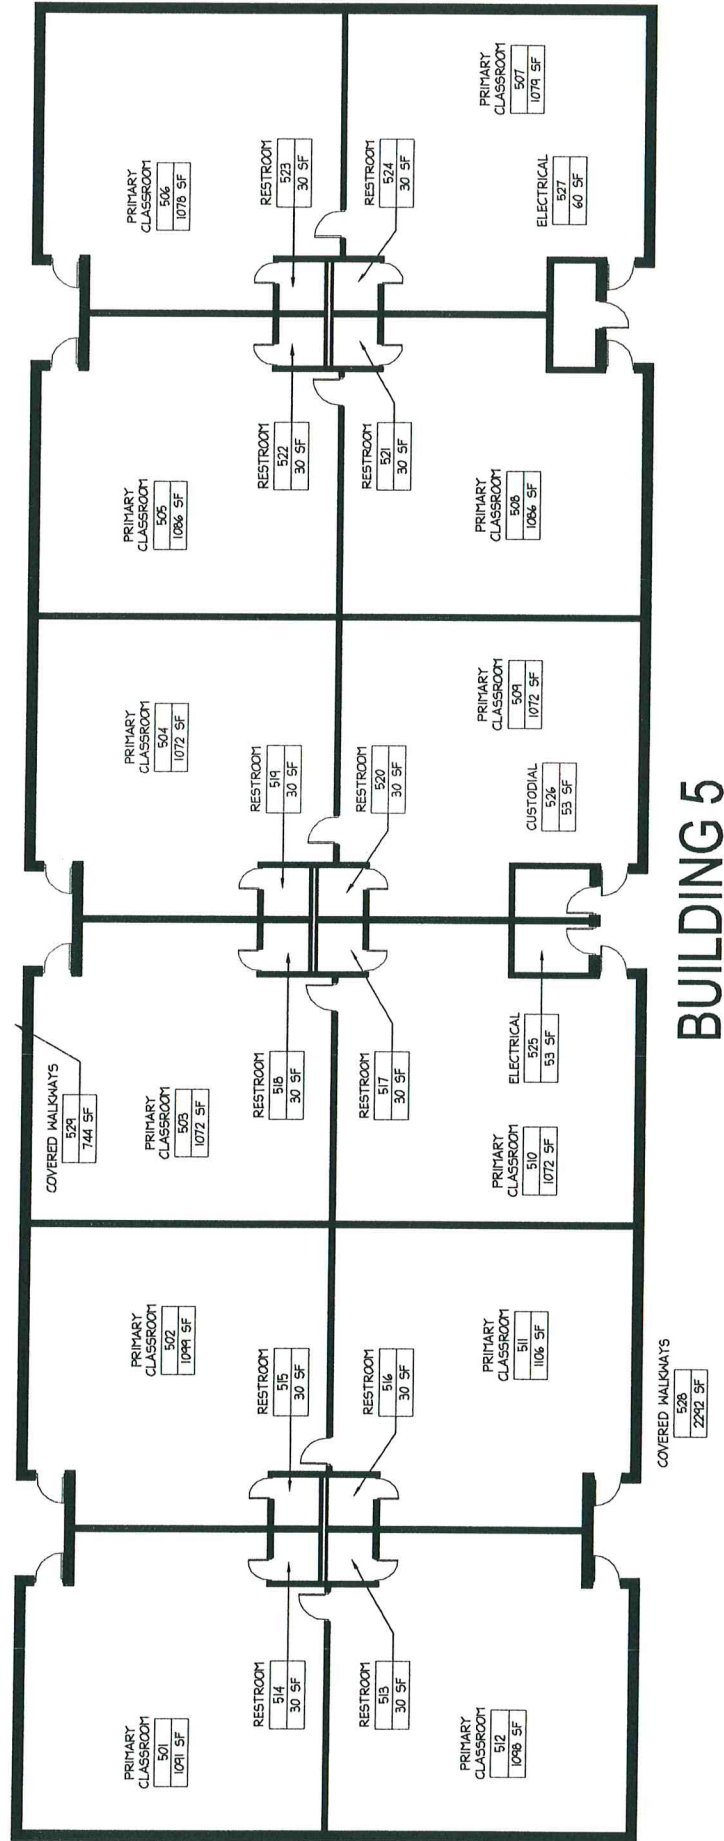 PRIMARY
CLASSROOM
506
1078 SF
RESTROOM
523
30 SF
RESTROOM
524
30 SF
PRIMARY
CLASSROOM
507
1079 SF
ELECTRICAL
527
60 SF
PRIMARY
CLASSROOM
505
1086 SF
RESTROOM
522
30 SF
RESTROOM
521
30 SF
PRIMARY
CLASSROOM
508
1086 SF
PRIMARY
CLASSROOM
504
1072 SF
RESTROOM
519
30 SF
RESTROOM
520
30 SF
PRIMARY
CLASSROOM
509
1072 SF
CUSTODIAL
526
53 SF
COVERED WALKWAYS
529
744 SF
PRIMARY
CLASSROOM
503
1072 SF
RESTROOM
518
30 SF
RESTROOM
517
30 SF
ELECTRICAL
525
53 SF
PRIMARY
CLASSROOM
510
1072 SF
PRIMARY
CLASSROOM
502
1099 SF
RESTROOM
515
30 SF
RESTROOM
516
30 SF
PRIMARY
CLASSROOM
511
1106 SF
COVERED WALKWAYS
528
2292 SF
PRIMARY
CLASSROOM
501
1091 SF
RESTROOM
514
30 SF
RESTROOM
513
30 SF
PRIMARY
CLASSROOM
512
1098 SF
BUILDING 5